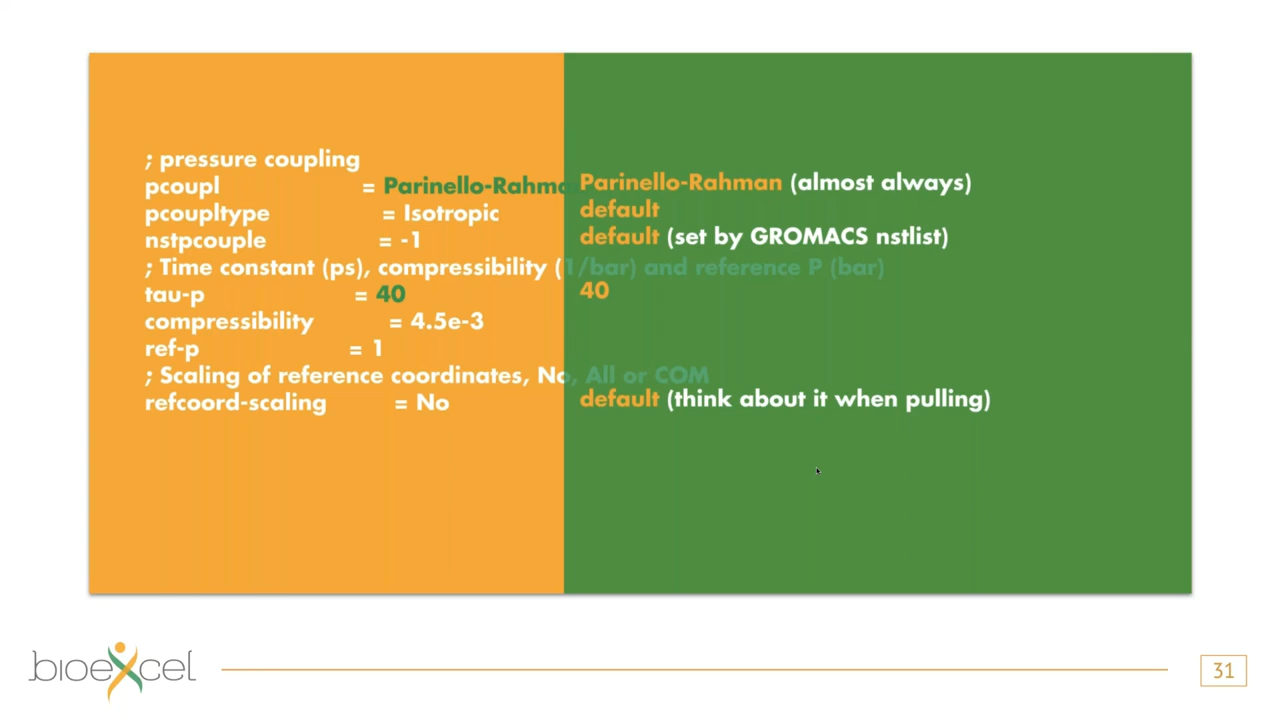 ; pressure coupling
pcoupl = Parinello-Rahma
Parinello-Rahman (almost always)
pcoupltype = Isotropic
default
nstpcouple = -1
default (set by GROMACS nstlist)
; Time constant (ps), compressibility (1/bar) and reference P (bar)
tau-p = 40
40
compressibility = 4.5e-3
ref-p = 1
; Scaling of reference coordinates, No, All or COM
refcoord-scaling = No
default (think about it when pulling)
bioexcel
31